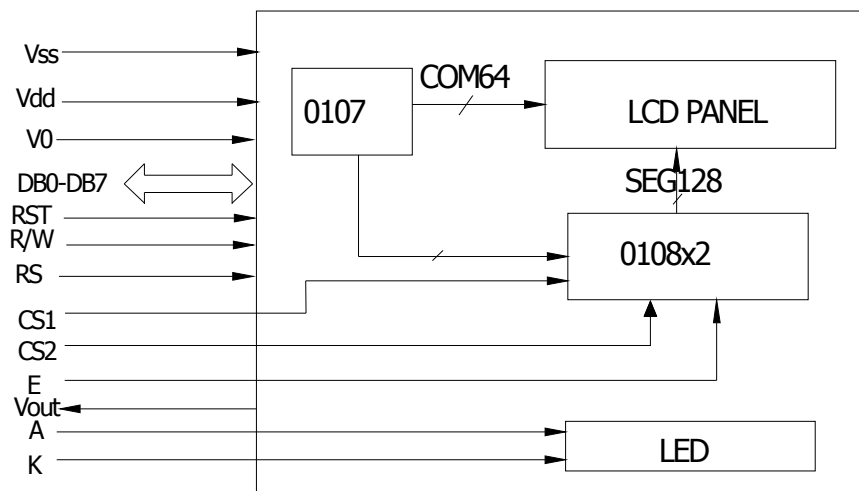 Vss
Vdd
V0
DB0-DB7
RST
R/W
RS
CS1
CS2
E
Vout
A
K
0107
COM64
LCD PANEL
SEG128
0108x2
LED